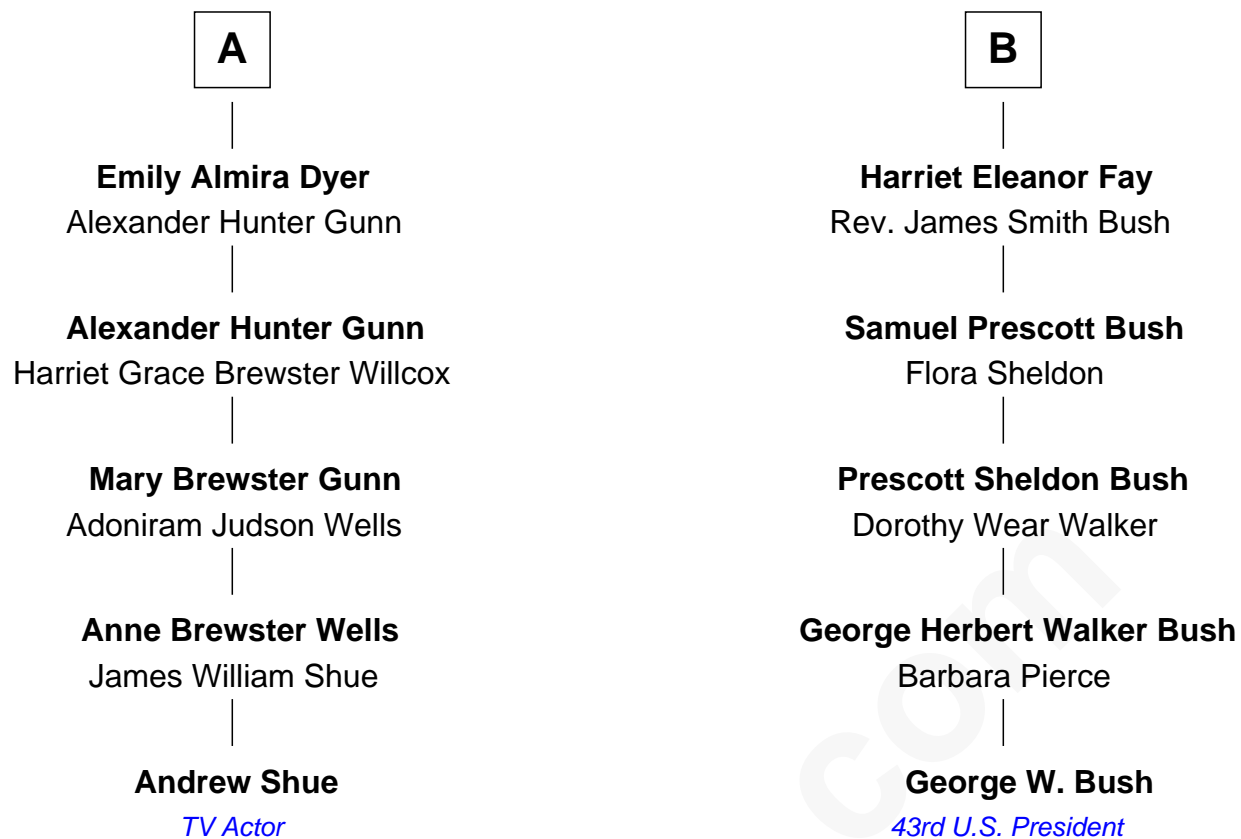 A
Emily Almira Dyer
Alexander Hunter Gunn
Alexander Hunter Gunn
Harriet Grace Brewster Willcox
Mary Brewster Gunn
Adoniram Judson Wells
Anne Brewster Wells
James William Shue
Andrew Shue
TV Actor
B
Harriet Eleanor Fay
Rev. James Smith Bush
Samuel Prescott Bush
Flora Sheldon
Prescott Sheldon Bush
Dorothy Wear Walker
George Herbert Walker Bush
Barbara Pierce
George W. Bush
43rd U.S. President
com